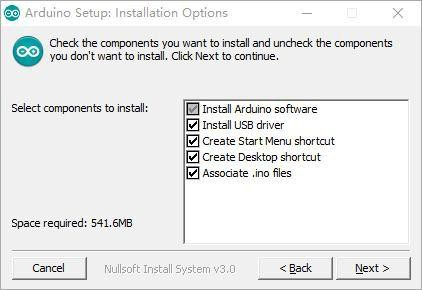 Arduino Setup: Installation Options
Check the components you want to install and uncheck the components
you don't want to install. Click Next to continue.
Select components to install:
Install Arduino software
Install USB driver
Create Start Menu shortcut
Create Desktop shortcut
Associate .ino files
Space required: 541.6MB
Cancel
Nullsoft Install System v3.0
< Back
Next >